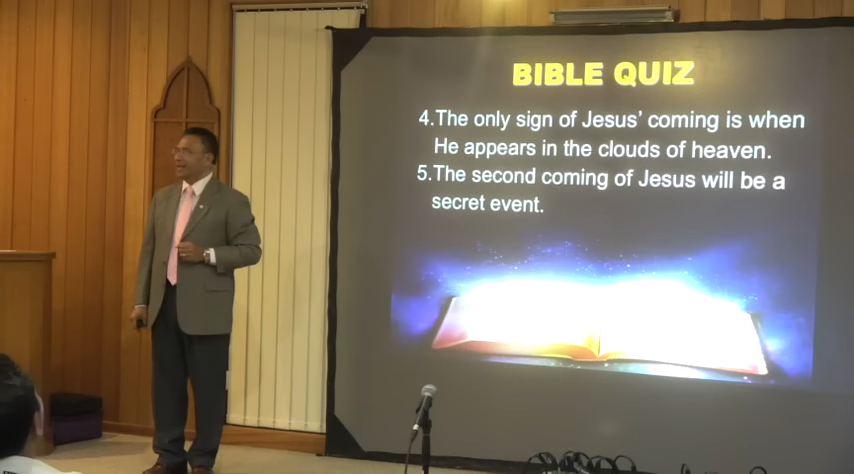 BIBLE QUIZ
4.The only sign of Jesus' coming is when
He appears in the clouds of heaven.
5.The second coming of Jesus will be a
secret event.